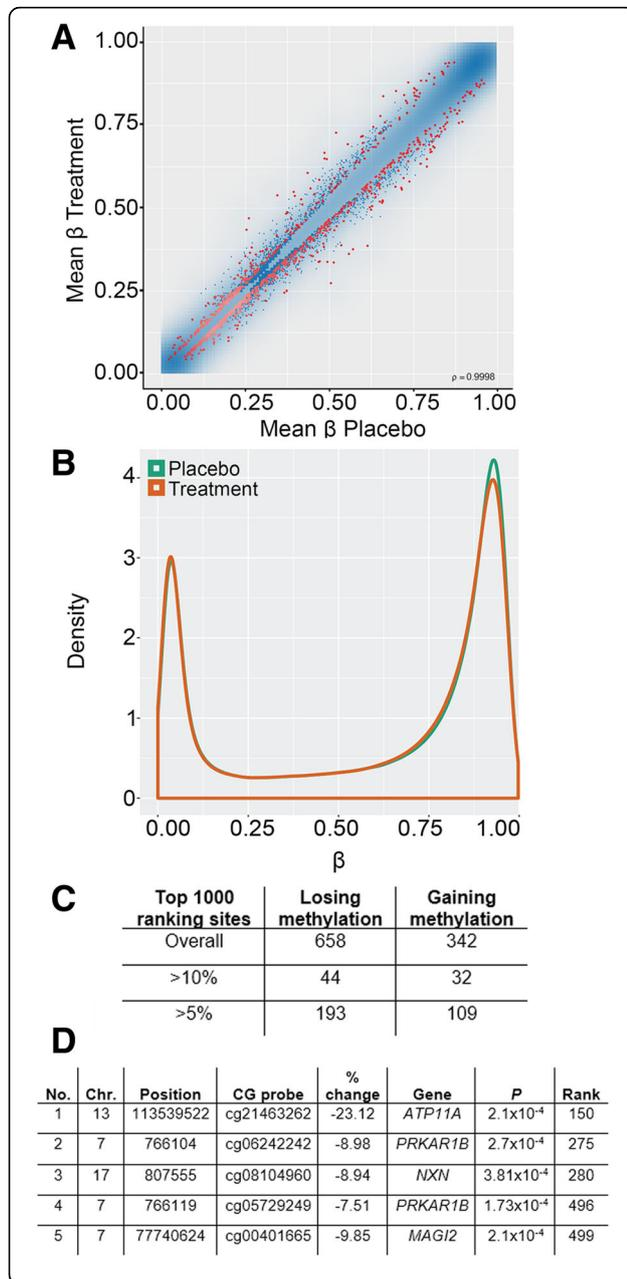 A
1.00
0.75
0.50
0.25
0.00
Mean β Treatment
ρ = 0.9998
0.00 0.25 0.50 0.75 1.00
Mean β Placebo
B
Placebo
Treatment
4
3
2
1
0
Density
0.00 0.25 0.50 0.75 1.00
β
C
Top 1000 ranking sites Losing methylation Gaining methylation
Overall 658 342
>10% 44 32
>5% 193 109
D
No. Chr. Position CG probe % change Gene P Rank
1 13 113539522 cg21463262 -23.12 ATP11A 2.1x10-4 150
2 7 766104 cg06242242 -8.98 PRKAR1B 2.7x10-4 275
3 17 807555 cg08104960 -8.94 NXN 3.81x10-4 280
4 7 766119 cg05729249 -7.51 PRKAR1B 1.73x10-4 496
5 7 77740624 cg00401665 -9.85 MAGI2 2.1x10-4 499